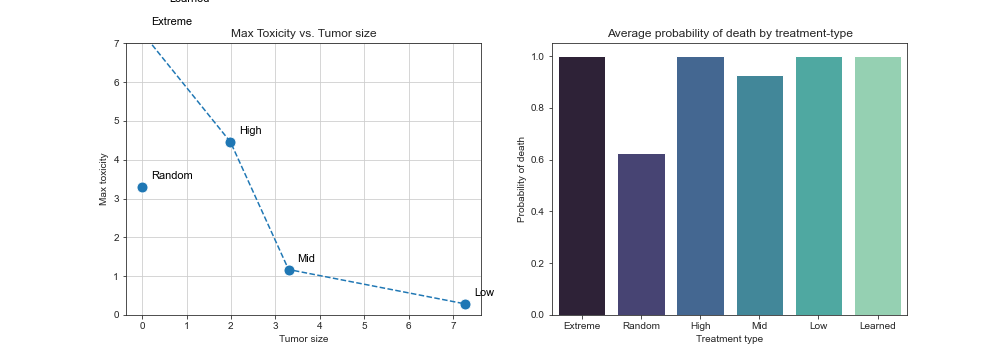 Learned
Extreme
Max Toxicity vs. Tumor size
7
6
5
4
3
2
1
0
Max toxicity
High
Random
Mid
Low
0 1 2 3 4 5 6 7
Tumor size
Average probability of death by treatment-type
1.0
0.8
0.6
0.4
0.2
0.0
Probability of death
Extreme Random High Mid Low Learned
Treatment type